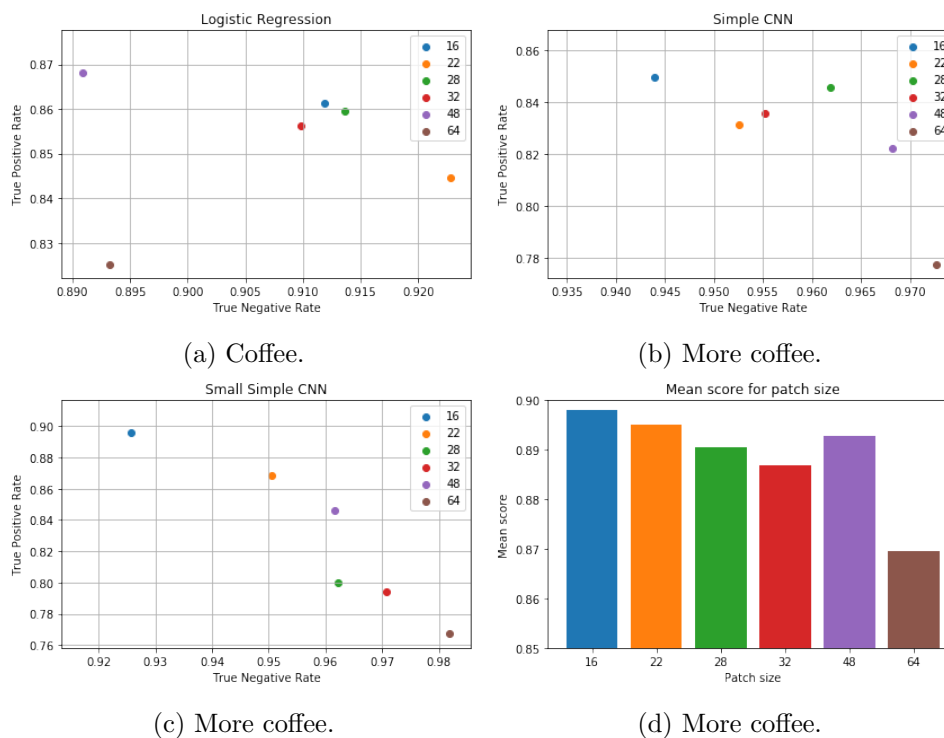 Logistic Regression
True Positive Rate
0.87
0.86
0.85
0.84
0.83
16
22
28
32
48
64
0.890 0.895 0.900 0.905 0.910 0.915 0.920
True Negative Rate
(a) Coffee.
Simple CNN
True Positive Rate
0.86
0.84
0.82
0.80
0.78
16
22
28
32
48
64
0.935 0.940 0.945 0.950 0.955 0.960 0.965 0.970
True Negative Rate
(b) More coffee.
Small Simple CNN
True Positive Rate
0.90
0.88
0.86
0.84
0.82
0.80
0.78
0.76
16
22
28
32
48
64
0.92 0.93 0.94 0.95 0.96 0.97 0.98
True Negative Rate
(c) More coffee.
Mean score for patch size
Mean score
0.90
0.89
0.88
0.87
0.86
0.85
16 22 28 32 48 64
Patch size
(d) More coffee.